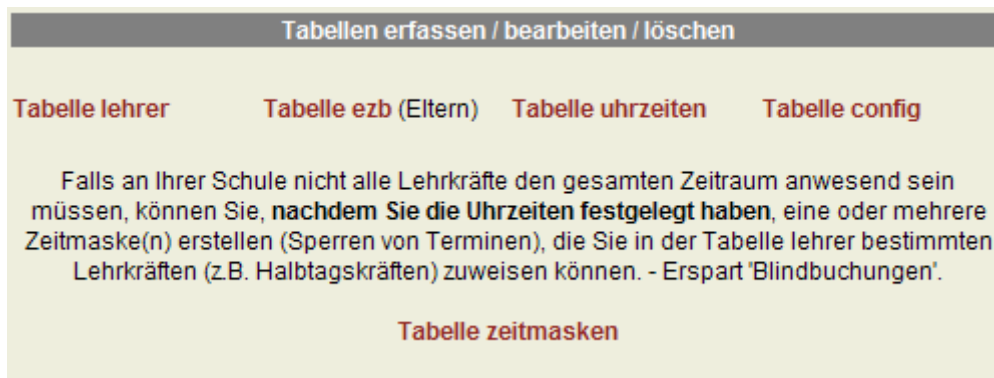 Tabellen erfassen / bearbeiten / löschen
Tabelle lehrer Tabelle ezb (Eltern) Tabelle uhrzeiten Tabelle config
Falls an Ihrer Schule nicht alle Lehrkräfte den gesamten Zeitraum anwesend sein
müssen, können Sie, nachdem Sie die Uhrzeiten festgelegt haben, eine oder mehrere
Zeitmaske(n) erstellen (Sperren von Terminen), die Sie in der Tabelle lehrer bestimmten
Lehrkräften (z.B. Halbtagskräften) zuweisen können. - Erspart 'Blindbuchungen'.
Tabelle zeitmasken